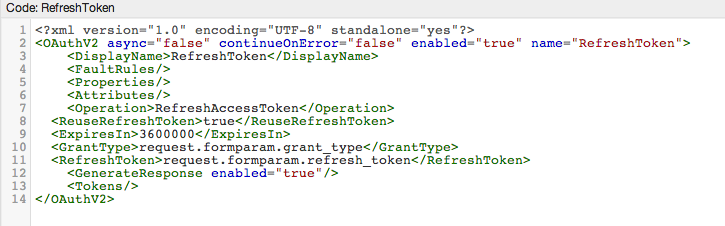 Code: RefreshToken
1 <?xml version="1.0" encoding="UTF-8" standalone="yes"?>
2 <OAuthV2 async="false" continueOnError="false" enabled="true" name="RefreshToken">
3 <DisplayName>RefreshToken</DisplayName>
4 <FaultRules/>
5 <Properties/>
6 <Attributes/>
7 <Operation>RefreshAccessToken</Operation>
8 <ReuseRefreshToken>true</ReuseRefreshToken>
9 <ExpiresIn>3600000</ExpiresIn>
10 <GrantType>request.formparam.grant_type</GrantType>
11 <RefreshToken>request.formparam.refresh_token</RefreshToken>
12 <GenerateResponse enabled="true"/>
13 <Tokens/>
14 </OAuthV2>